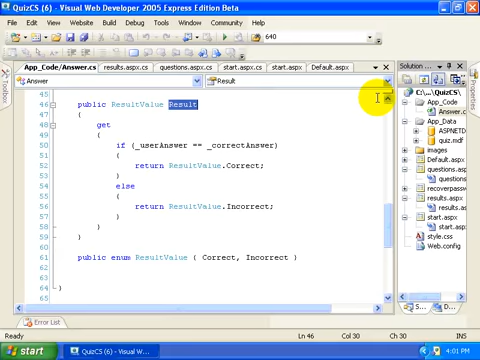 QuizCS (6) - Visual Web Developer 2005 Express Edition Beta
File Edit View Website Build Debug Tools Window Community Help
640
App_Code/Answer.cs results.aspx.cs questions.aspx.cs start.aspx.cs start.aspx Default.aspx
Answer Result
45
46 public ResultValue Result
47 {
48 get
49 {
50 if (_userAnswer == _correctAnswer)
51 {
52 return ResultValue.Correct;
53 }
54 else
55 {
56 return ResultValue.Incorrect;
57 }
58 }
59 }
60
61 public enum ResultValue { Correct, Incorrect }
62
63
64 }
65
Toolbox
Solution ...
C:\...\QuizCS\
App_Code
Answer.c
App_Data
ASPNETD
quiz.mdf
images
Default.aspx
questions.as
questions
recoverpassw
results.aspx
results.as
start.aspx
start.aspx
style.css
Web.config
Properties
S... D...
Error List
Ready Ln 46 Col 30 Ch 30 INS
start QuizCS (6) - Visual W... 4:01 PM